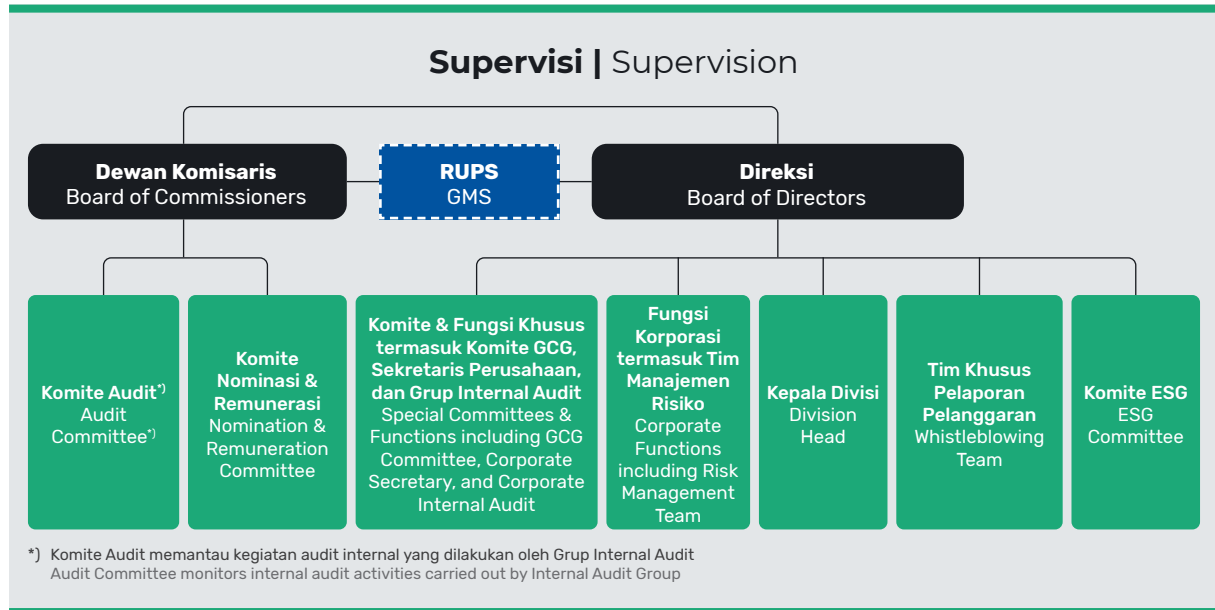 Supervisi | Supervision
Dewan Komisaris
Board of Commissioners
RUPS
GMS
Direksi
Board of Directors
Komite Audit*)
Audit
Committee*)
Komite
Nominasi &
Remunerasi
Nomination &
Remuneration
Committee
Komite & Fungsi Khusus
termasuk Komite GCG,
Sekretaris Perusahaan,
dan Grup Internal Audit
Special Committees &
Functions including GCG
Committee, Corporate
Secretary, and Corporate
Internal Audit
Fungsi
Korporasi
termasuk Tim
Manajemen
Risiko
Corporate
Functions
including Risk
Management
Team
Kepala Divisi
Division
Head
Tim Khusus
Pelaporan
Pelanggaran
Whistleblowing
Team
Komite ESG
ESG
Committee
*) Komite Audit memantau kegiatan audit internal yang dilakukan oleh Grup Internal Audit
Audit Committee monitors internal audit activities carried out by Internal Audit Group